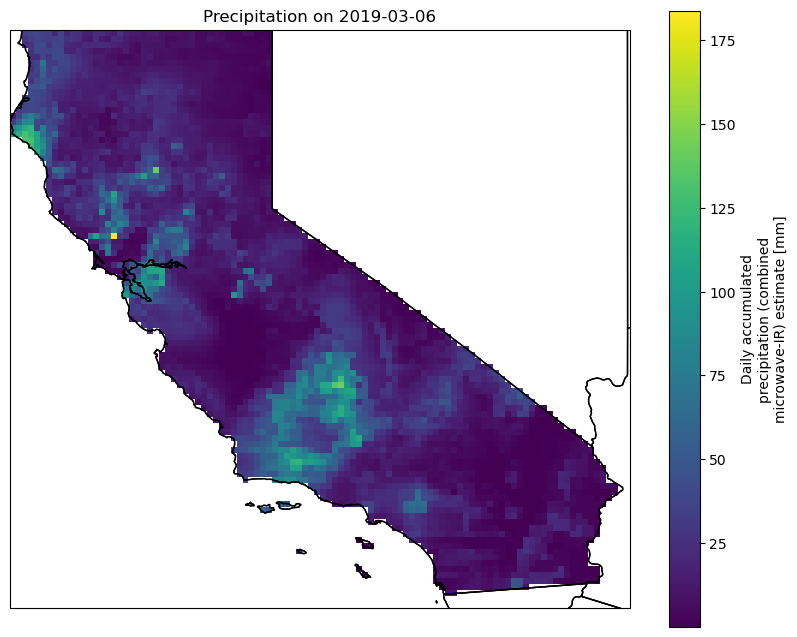 Precipitation on 2019-03-06
175
150
125
100
75
50
25
Daily accumulated
precipitation (combined
microwave-IR) estimate [mm]